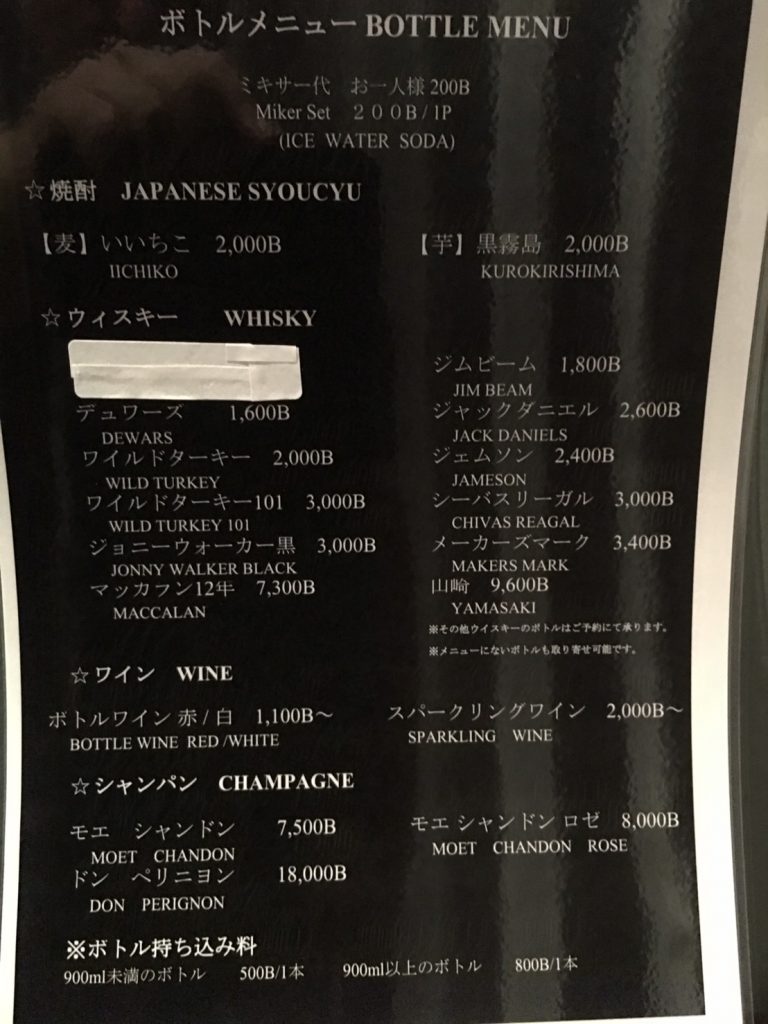 ボトルメニュー BOTTLE MENU
ミキサー代 お一人様 200B
Miker Set ２００B / 1P
(ICE WATER SODA)
☆焼酎 JAPANESE SYOUCYU
【麦】いいちこ 2,000B
IICHIKO
【芋】黒霧島 2,000B
KUROKIRISHIMA
☆ウィスキー WHISKY
デュワーズ 1,600B
DEWARS
ワイルドターキー 2,000B
WILD TURKEY
ワイルドターキー101 3,000B
WILD TURKEY 101
ジョニーウォーカー黒 3,000B
JONNY WALKER BLACK
マッカラン12年 7,300B
MACCALAN
ジムビーム 1,800B
JIM BEAM
ジャックダニエル 2,600B
JACK DANIELS
ジェムソン 2,400B
JAMESON
シーバスリーガル 3,000B
CHIVAS REAGAL
メーカーズマーク 3,400B
MAKERS MARK
山崎 9,600B
YAMASAKI
※その他ウイスキーのボトルはご予約にて承ります。
※メニューにないボトルも取り寄せ可能です。
☆ワイン WINE
ボトルワイン 赤 / 白 1,100B～
BOTTLE WINE RED /WHITE
スパークリングワイン 2,000B～
SPARKLING WINE
☆シャンパン CHAMPAGNE
モエ シャンドン 7,500B
MOET CHANDON
ドン ペリニヨン 18,000B
DON PERIGNON
モエ シャンドン ロゼ 8,000B
MOET CHANDON ROSE
※ボトル持ち込み料
900ml未満のボトル 500B/1本 900ml以上のボトル 800B/1本